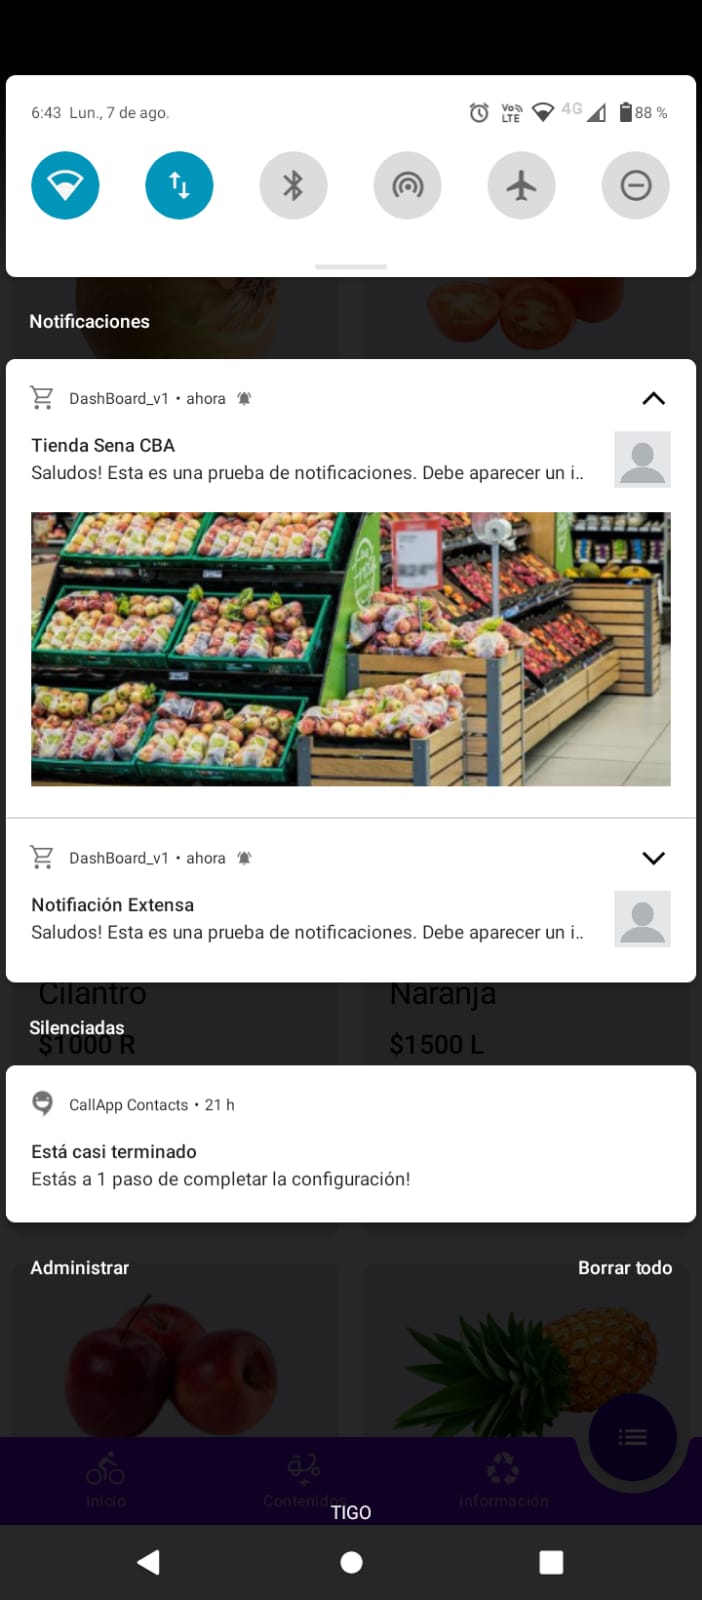 6:43 Lun., 7 de ago.
Vo
LTE
4G
88 %
Notificaciones
DashBoard_v1 • ahora
Tienda Sena CBA
Saludos! Esta es una prueba de notificaciones. Debe aparecer un i..
DashBoard_v1 • ahora
Notifiación Extensa
Saludos! Esta es una prueba de notificaciones. Debe aparecer un i..
Cilantro
Naranja
Silenciadas
$1000 R
$1500 L
CallApp Contacts • 21 h
Está casi terminado
Estás a 1 paso de completar la configuración!
Administrar
Borrar todo
Inicio
Contenidos
información
TIGO